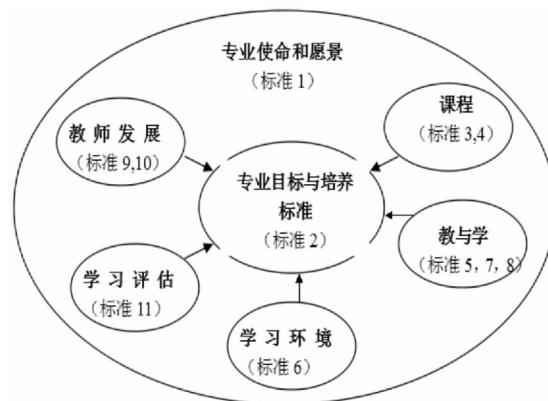 专业使命和愿景
（标准 1）
教 师 发 展
（标准 9,10）
课程
（标准 3,4）
专业目标与培养
标准
（标准 2）
教与学
（标准 5，7，8）
学 习 评 估
（标准 11）
学 习 环 境
（标准 6）